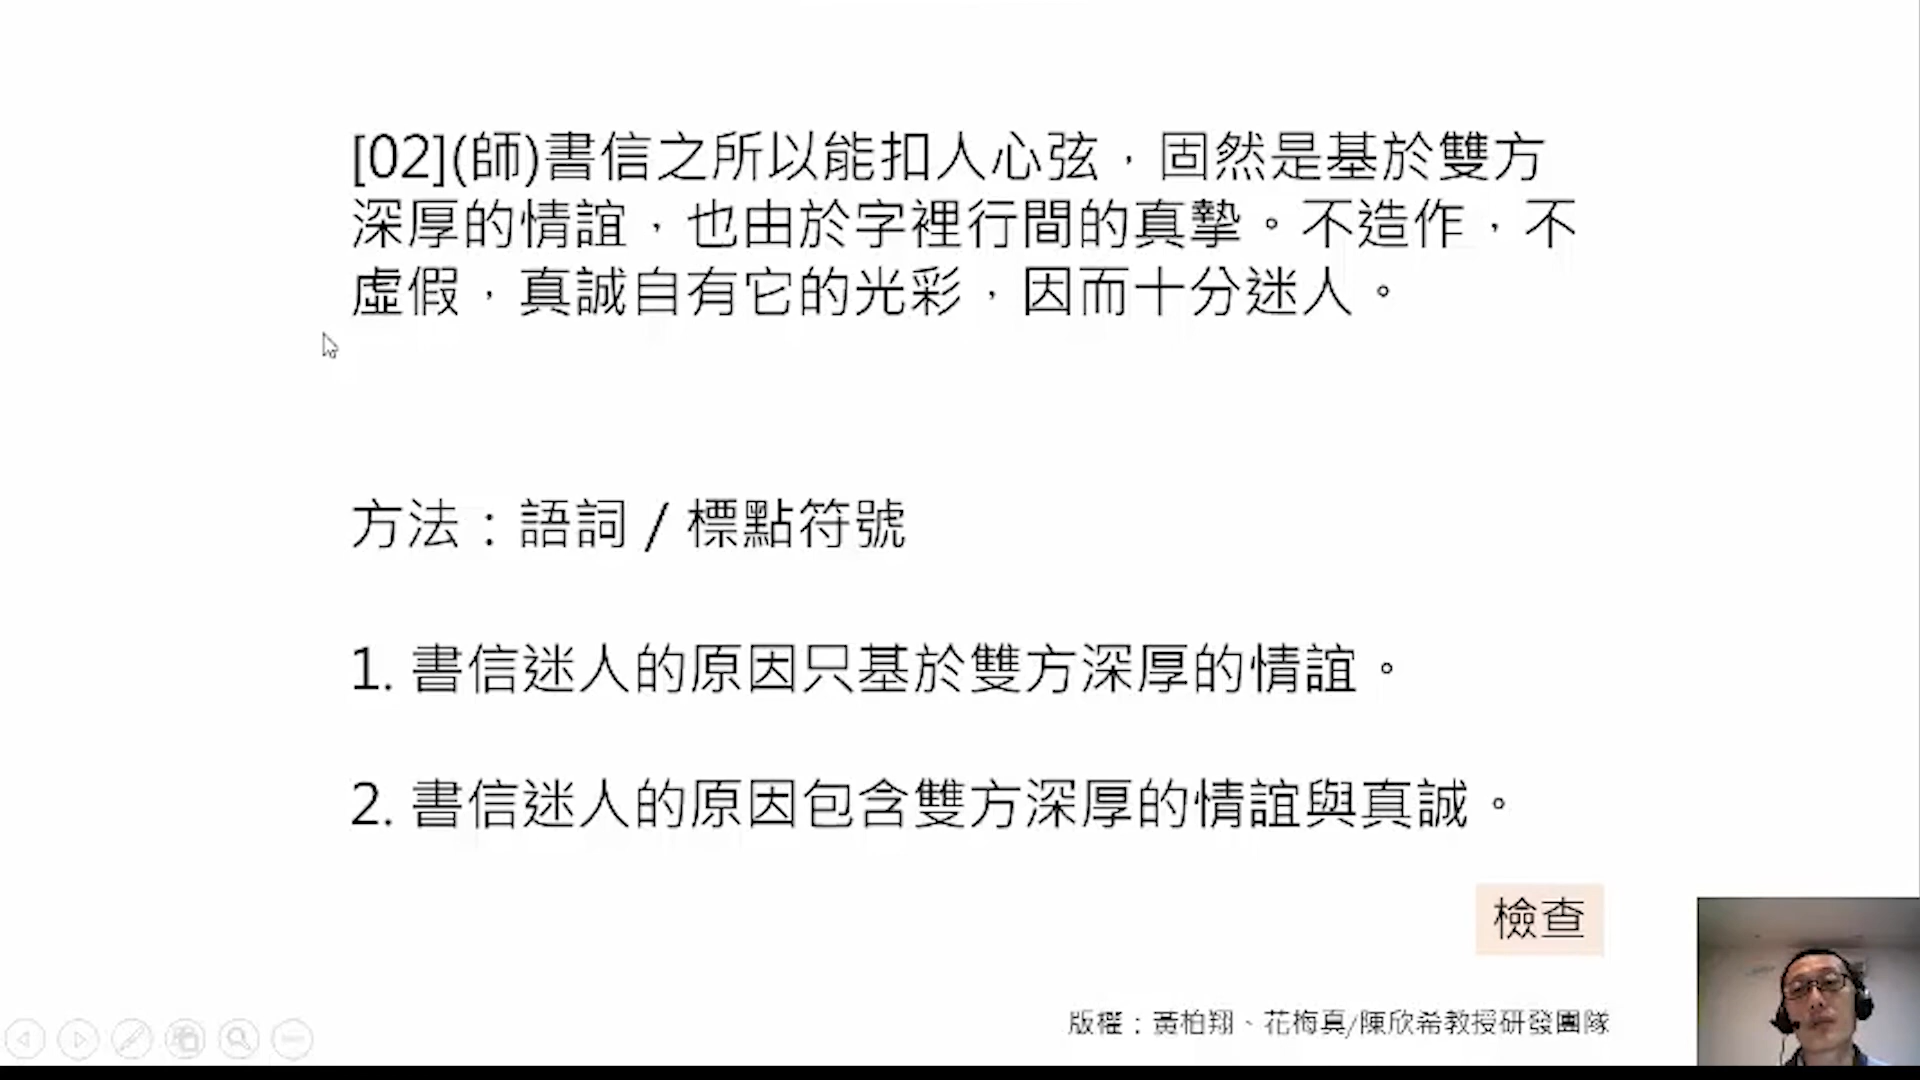 [02](師)書信之所以能扣人心弦，固然是基於雙方
深厚的情誼，也由於字裡行間的真摯。不造作，不
虛假，真誠自有它的光彩，因而十分迷人。
方法：語詞 / 標點符號
1. 書信迷人的原因只基於雙方深厚的情誼。
2. 書信迷人的原因包含雙方深厚的情誼與真誠。
檢查
版權：黃柏翔、花梅真/陳欣希教授研發團隊